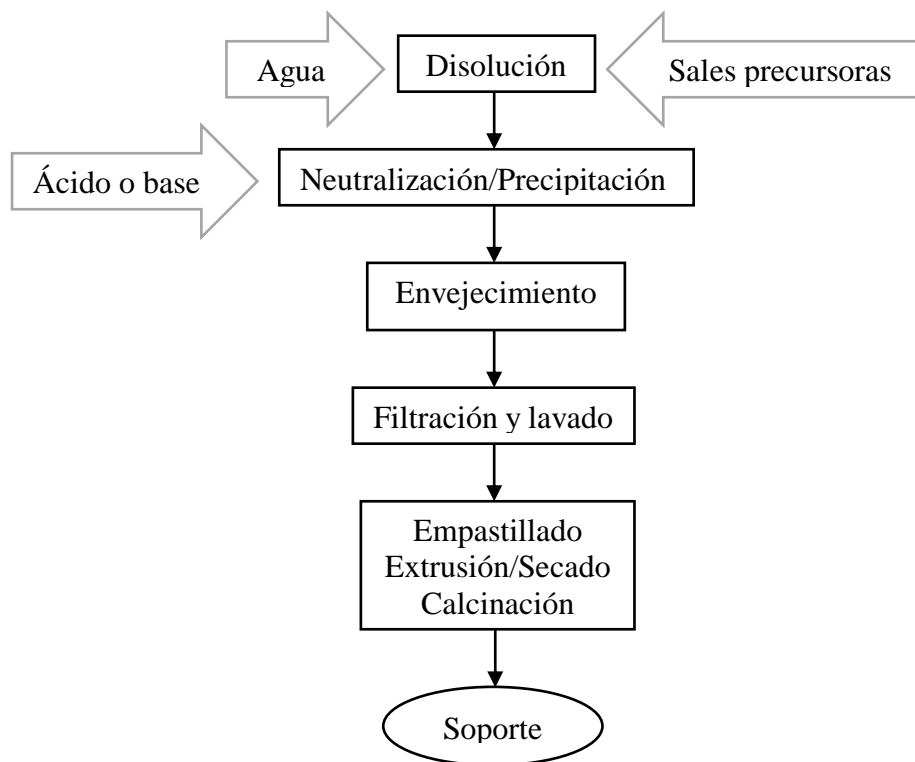 Agua
Disolución
Sales precursoras
Ácido o base
Neutralización/Precipitación
Envejecimiento
Filtración y lavado
Empastillado
Extrusión/Secado
Calcinación
Soporte